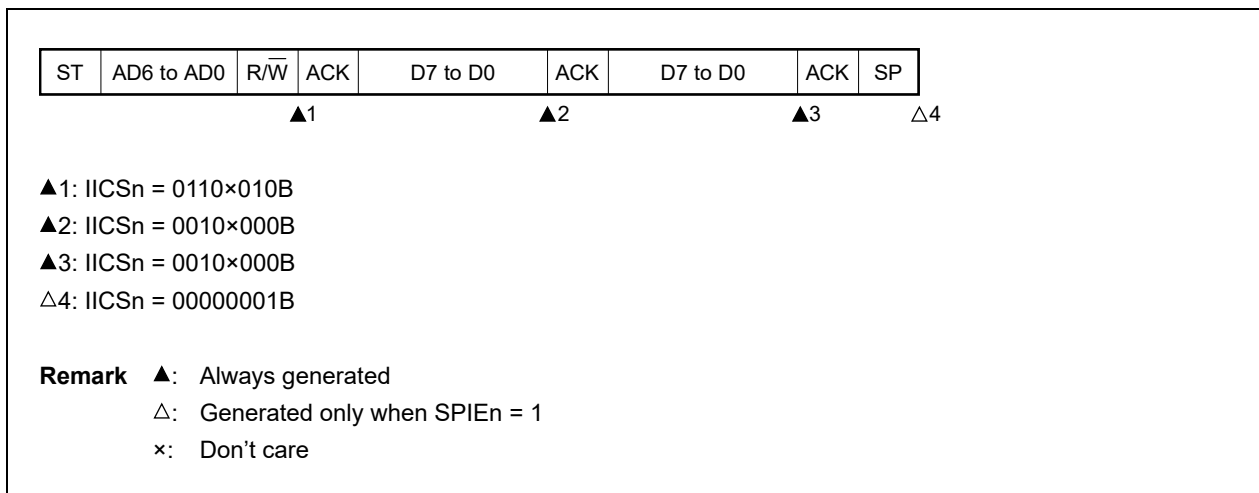 ST AD6 to AD0 R/W̅ ACK D7 to D0 ACK D7 to D0 ACK SP
▲1 ▲2 ▲3 △4
▲1: IICSn = 0110×010B
▲2: IICSn = 0010×000B
▲3: IICSn = 0010×000B
△4: IICSn = 00000001B
Remark ▲: Always generated
△: Generated only when SPIEn = 1
×: Don't care